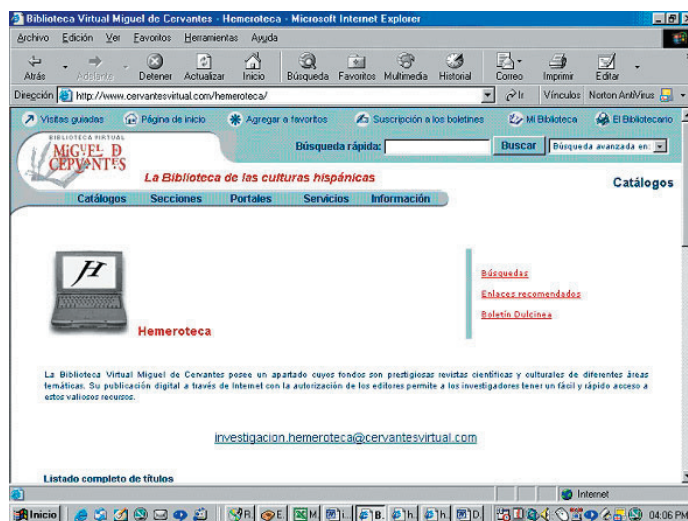 Biblioteca Virtual Miguel de Cervantes - Hemeroteca - Microsoft Internet Explorer
Archivo Edición Ver Favoritos Herramientas Ayuda
Atrás Adelante Detener Actualizar Inicio Búsqueda Favoritos Multimedia Historial Correo Imprimir Editar
Dirección http://www.cervantesvirtual.com/hemeroteca/ Ir Vínculos Norton AntiVirus
Visitas guiadas Página de inicio Agregar a favoritos Suscripción a los boletines Mi Biblioteca El Bibliotecario
BIBLIOTECA VIRTUAL
MIGVEL D
CERVANTES
Búsqueda rápida: Buscar Búsqueda avanzada en:
La Biblioteca de las culturas hispánicas
Catálogos
Catálogos Secciones Portales Servicios Información
H
Hemeroteca
Búsquedas
Enlaces recomendados
Boletín Dulcinea
La Biblioteca Virtual Miguel de Cervantes posee un apartado cuyos fondos son prestigiosas revistas científicas y culturales de diferentes áreas
temáticas. Su publicación digital a través de Internet con la autorización de los editores permite a los investigadores tener un fácil y rápido acceso a
estos valiosos recursos.
investigacion.hemeroteca@cervantesvirtual.com
Listado completo de títulos
Internet
Inicio R. E. M. i... B. h. h. D 04:06 PM